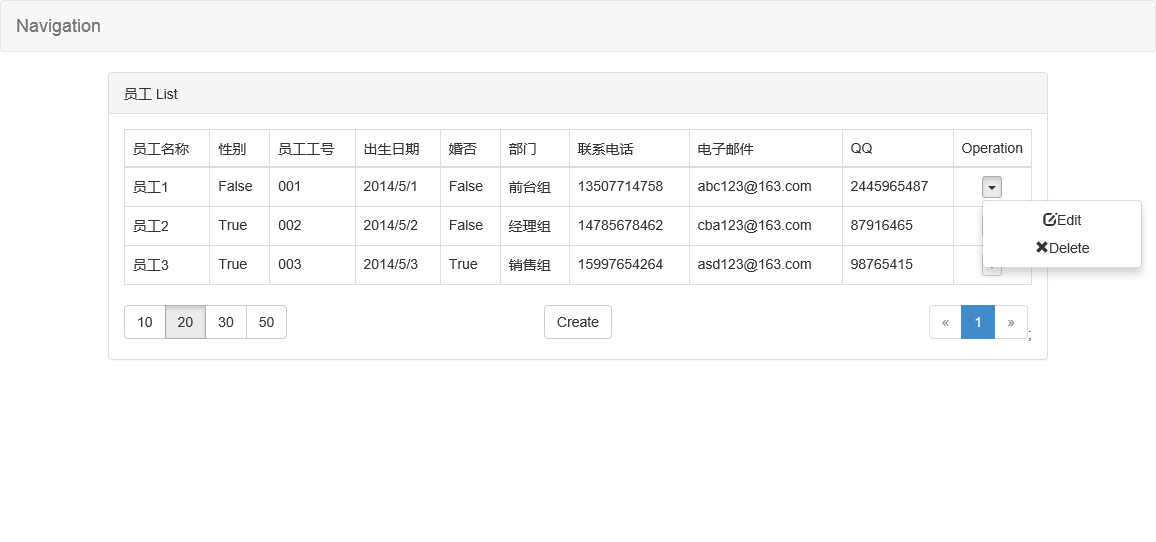 Navigation
员工 List
员工名称 性别 员工工号 出生日期 婚否 部门 联系电话 电子邮件 QQ Operation
员工1 False 001 2014/5/1 False 前台组 13507714758 abc123@163.com 2445965487
员工2 True 002 2014/5/2 False 经理组 14785678462 cba123@163.com 87916465
Edit
Delete
员工3 True 003 2014/5/3 True 销售组 15997654264 asd123@163.com 98765415
10 20 30 50 Create « 1 » ;